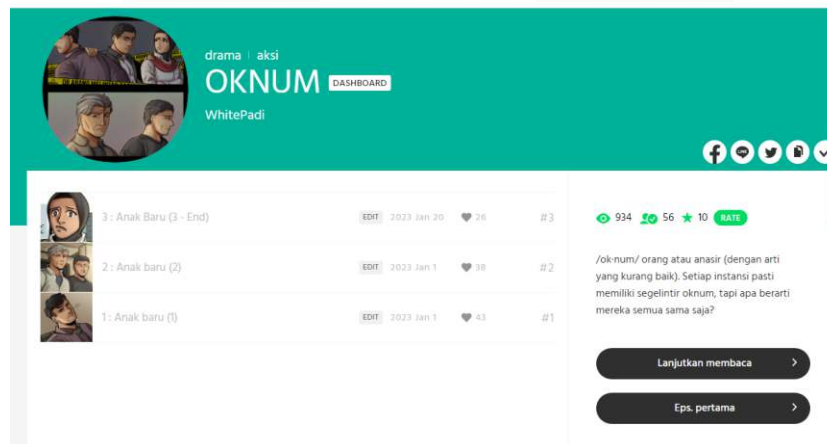 drama | aksi
OKNUM DASHBOARD
WhitePadi
3 : Anak Baru (3 - End) EDIT 2023 Jan 20 26 #3
2 : Anak baru (2) EDIT 2023 Jan 1 38 #2
1 : Anak baru (1) EDIT 2023 Jan 1 43 #1
934 56 10 RATE
/ok·num/ orang atau anasir (dengan arti
yang kurang baik). Setiap instansi pasti
memiliki segelintir oknum, tapi apa berarti
mereka semua sama saja?
Lanjutkan membaca
Eps. pertama